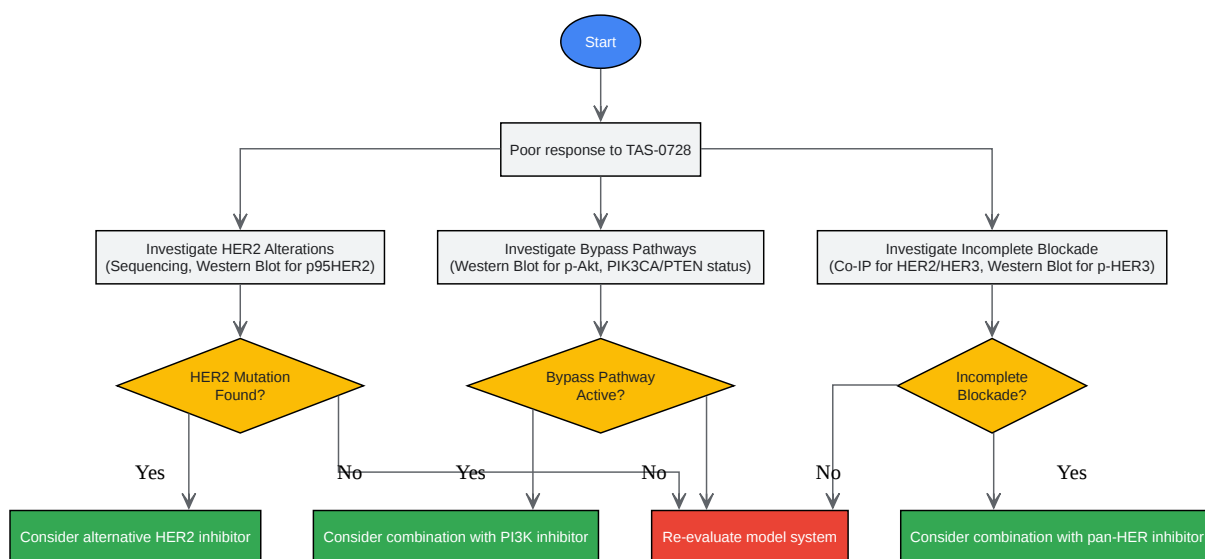 Start
Poor response to TAS-0728
Investigate HER2 Alterations
(Sequencing, Western Blot for p95HER2)
Investigate Bypass Pathways
(Western Blot for p-Akt, PIK3CA/PTEN status)
Investigate Incomplete Blockade
(Co-IP for HER2/HER3, Western Blot for p-HER3)
HER2 Mutation
Found?
Bypass Pathway
Active?
Incomplete
Blockade?
Yes
No
Yes
No
No
Yes
Consider alternative HER2 inhibitor
Consider combination with PI3K inhibitor
Re-evaluate model system
Consider combination with pan-HER inhibitor